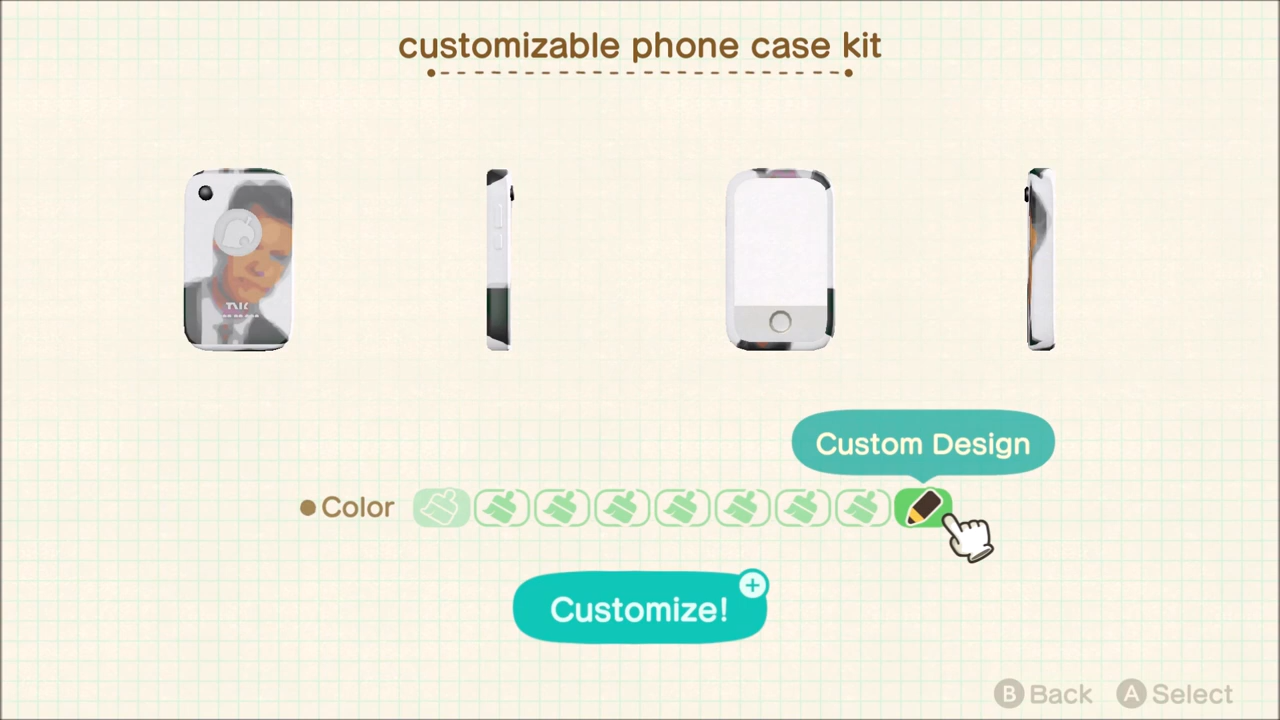 customizable phone case kit
Custom Design
Color
Customize!
B Back A Select